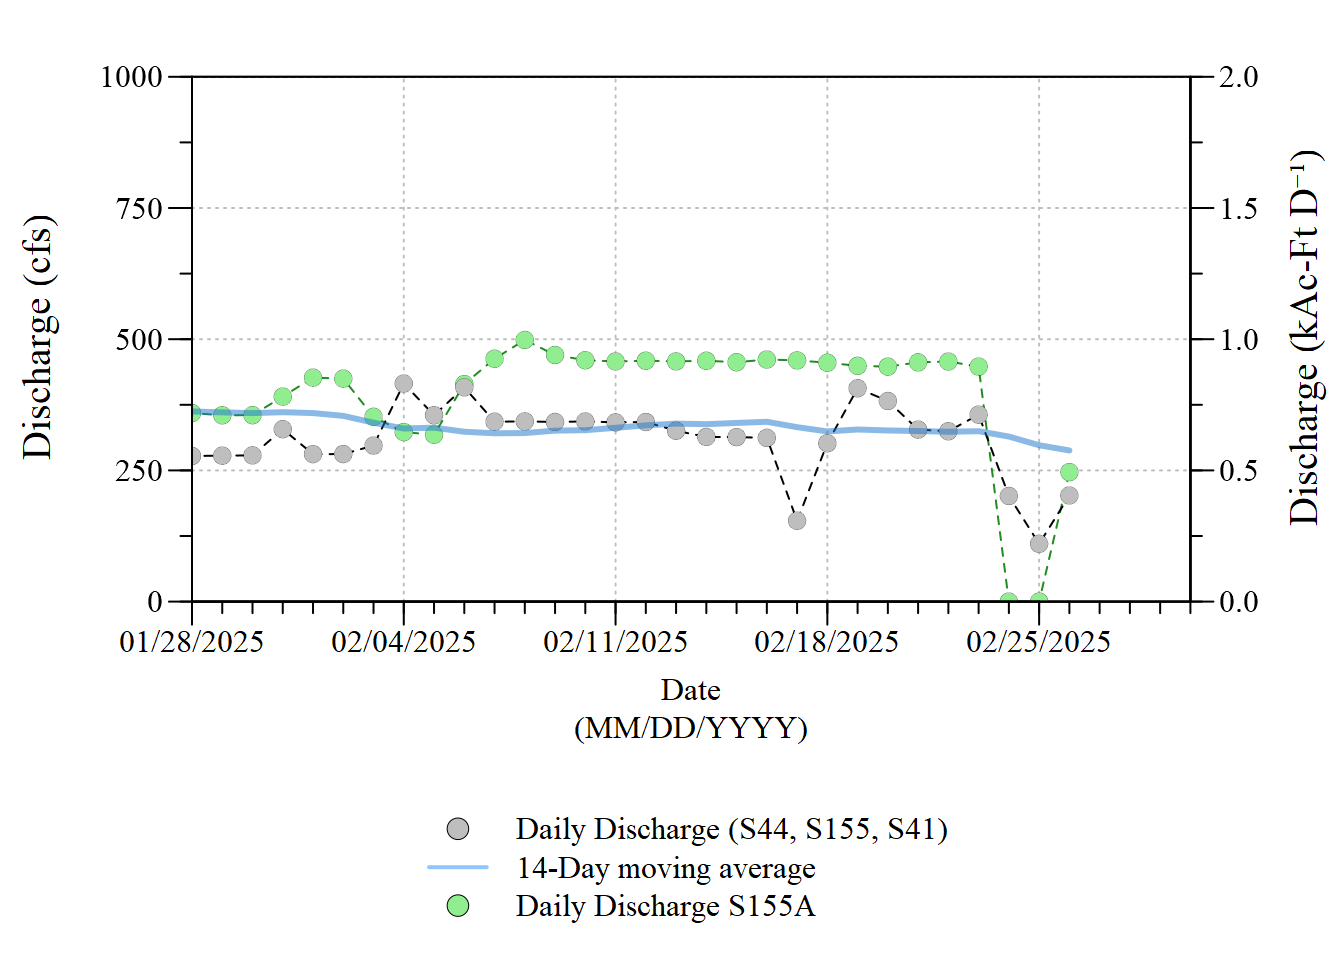 1000
750
500
250
0
Discharge (cfs)
2.0
1.5
1.0
0.5
0.0
Discharge (kAc-Ft D⁻¹)
01/28/2025
02/04/2025
02/11/2025
02/18/2025
02/25/2025
Date
(MM/DD/YYYY)
Daily Discharge (S44, S155, S41)
14-Day moving average
Daily Discharge S155A